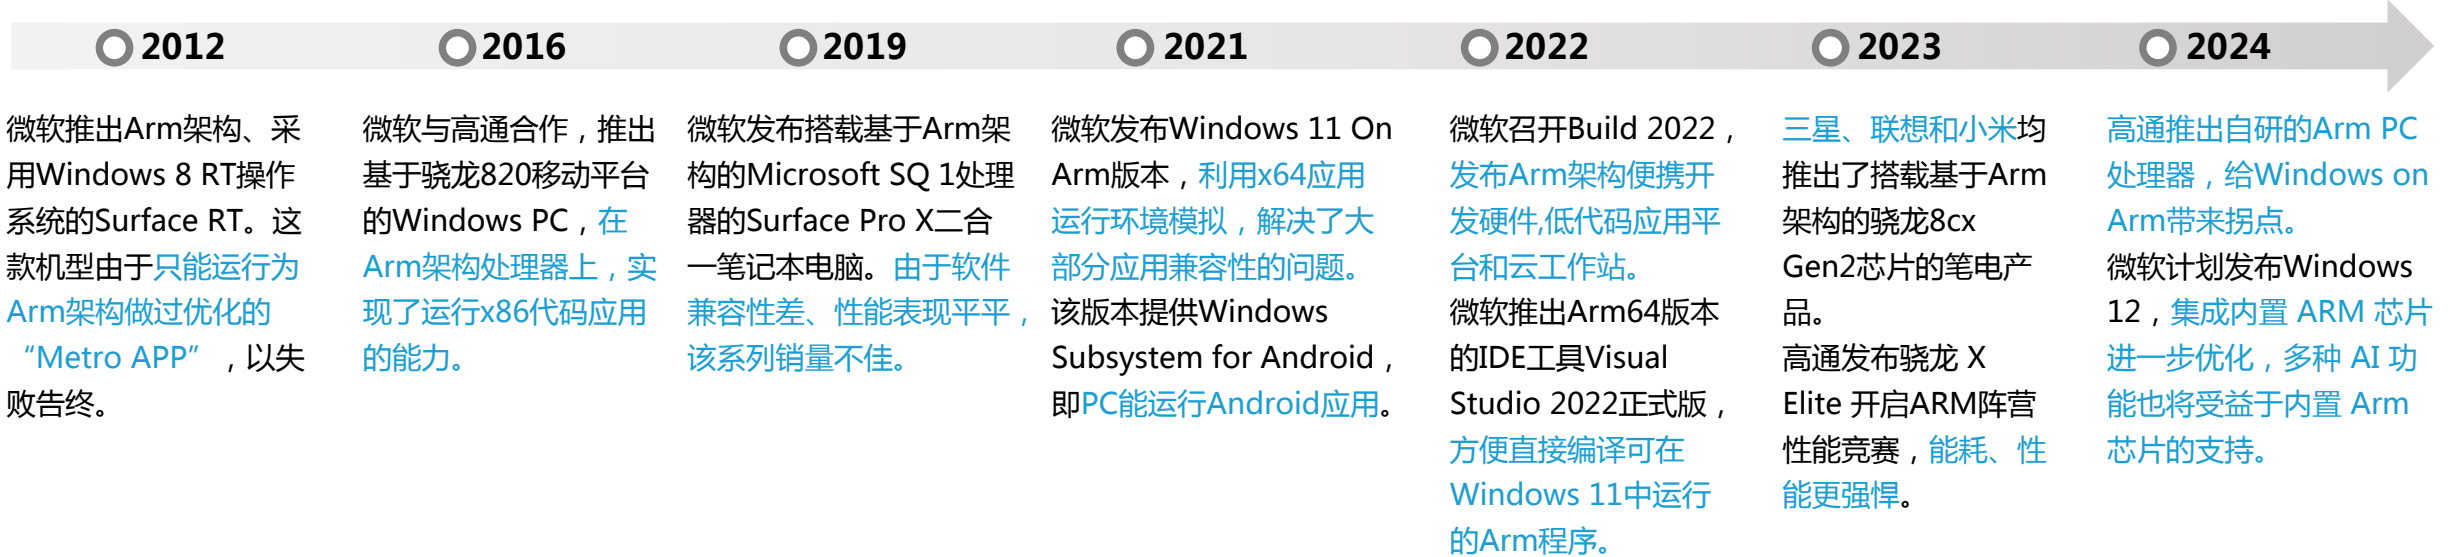 2012
2016
2019
2021
2022
2023
2024
微软推出Arm架构、采
用Windows 8 RT操作
系统的Surface RT。这
款机型由于只能运行为
Arm架构做过优化的
“Metro APP”，以失
败告终。
微软与高通合作，推出
基于骁龙820移动平台
的Windows PC，在
Arm架构处理器上，实
现了运行x86代码应用
的能力。
微软发布搭载基于Arm架
构的Microsoft SQ 1处理
器的Surface Pro X二合
一笔记本电脑。由于软件
兼容性差、性能表现平平，
该系列销量不佳。
微软发布Windows 11 On
Arm版本，利用x64应用
运行环境模拟，解决了大
部分应用兼容性的问题。
该版本提供Windows
Subsystem for Android，
即PC能运行Android应用。
微软召开Build 2022，
发布Arm架构便携开
发硬件,低代码应用平
台和云工作站。
微软推出Arm64版本
的IDE工具Visual
Studio 2022正式版，
方便直接编译可在
Windows 11中运行
的Arm程序。
三星、联想和小米均
推出了搭载基于Arm
架构的骁龙8cx
Gen2芯片的笔电产
品。
高通发布骁龙 X
Elite 开启ARM阵营
性能竞赛，能耗、性
能更强悍。
高通推出自研的Arm PC
处理器，给Windows on
Arm带来拐点。
微软计划发布Windows
12，集成内置 ARM 芯片
进一步优化，多种 AI 功
能也将受益于内置 Arm
芯片的支持。